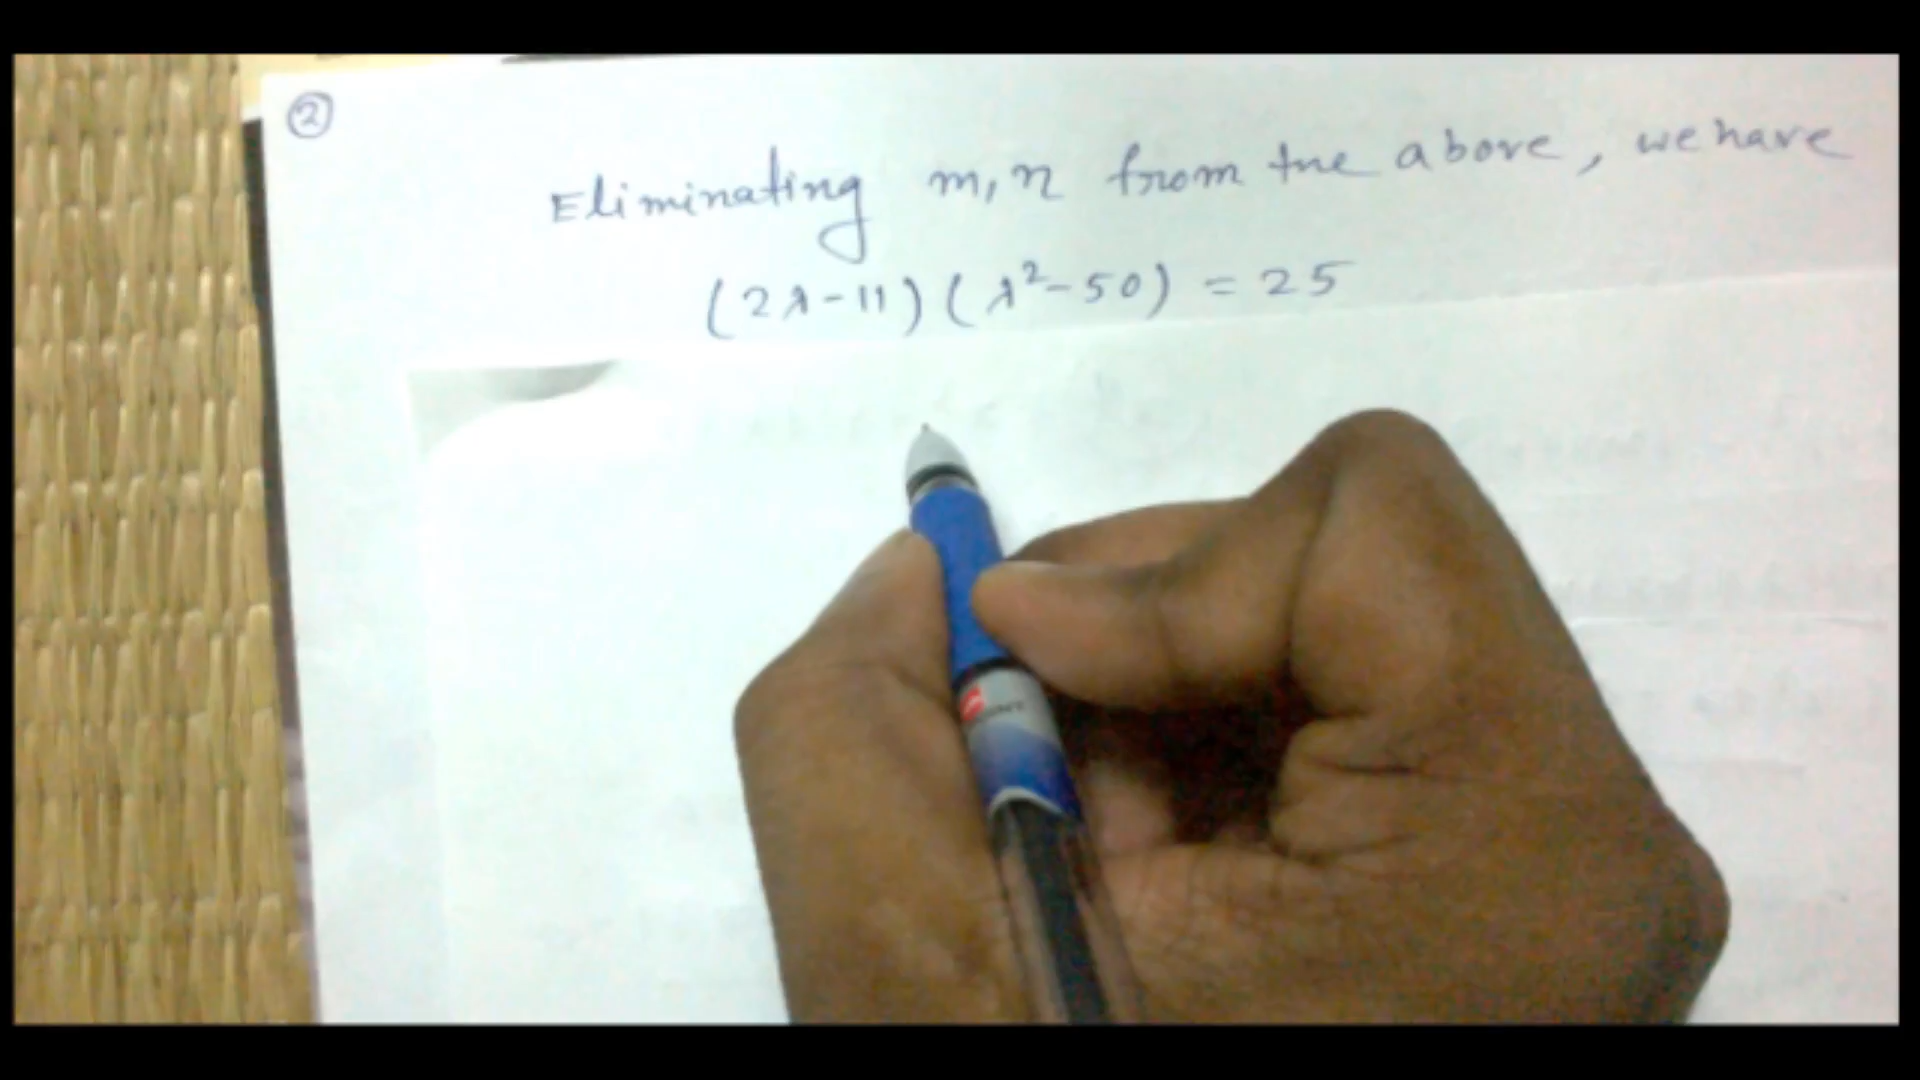 ②
Eliminating m, n from the above, we have
(2λ-11)(λ²-50) = 25